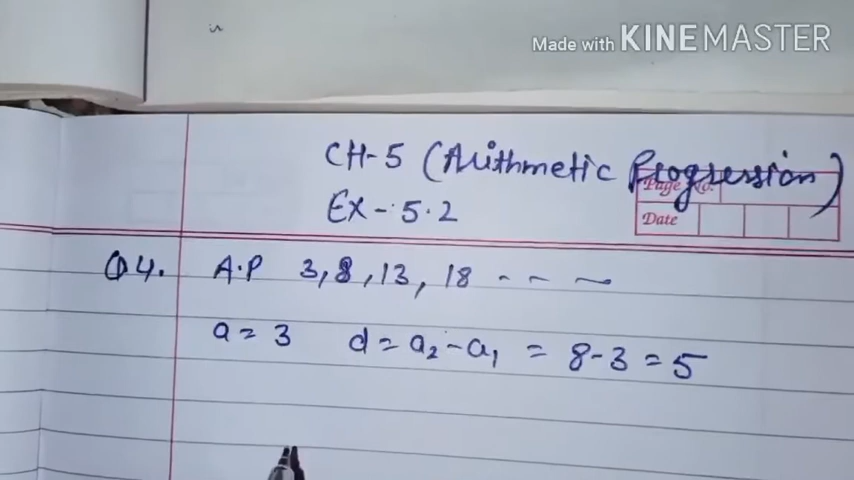 Made with KINEMASTER
CH-5 (Arithmetic Progression)
Page No.
EX-5.2
Date
Q4. A.P 3, 8, 13, 18 - - ~
a = 3 d = a₂ - a₁ = 8-3 = 5